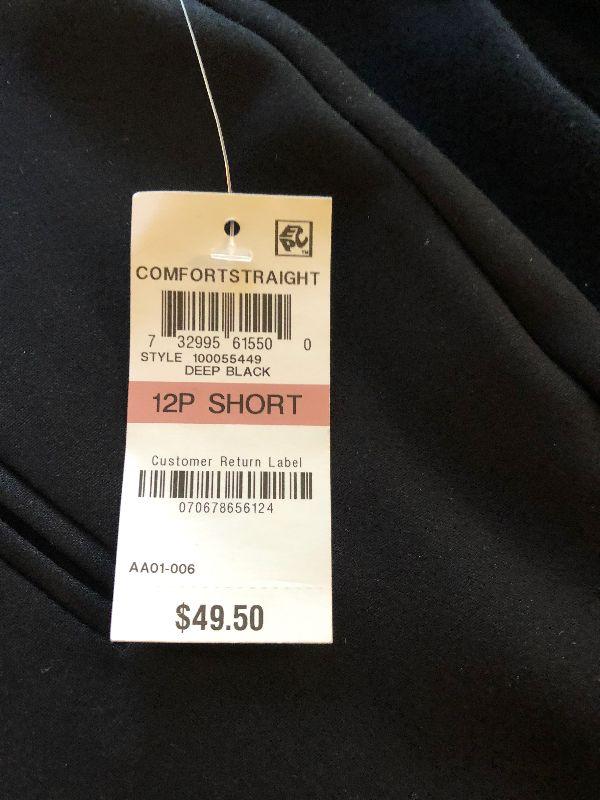 COMFORTSTRAIGHT
7 32995 61550 0
STYLE 100055449
DEEP BLACK
12P SHORT
Customer Return Label
070678656124
AA01-006
$49.50